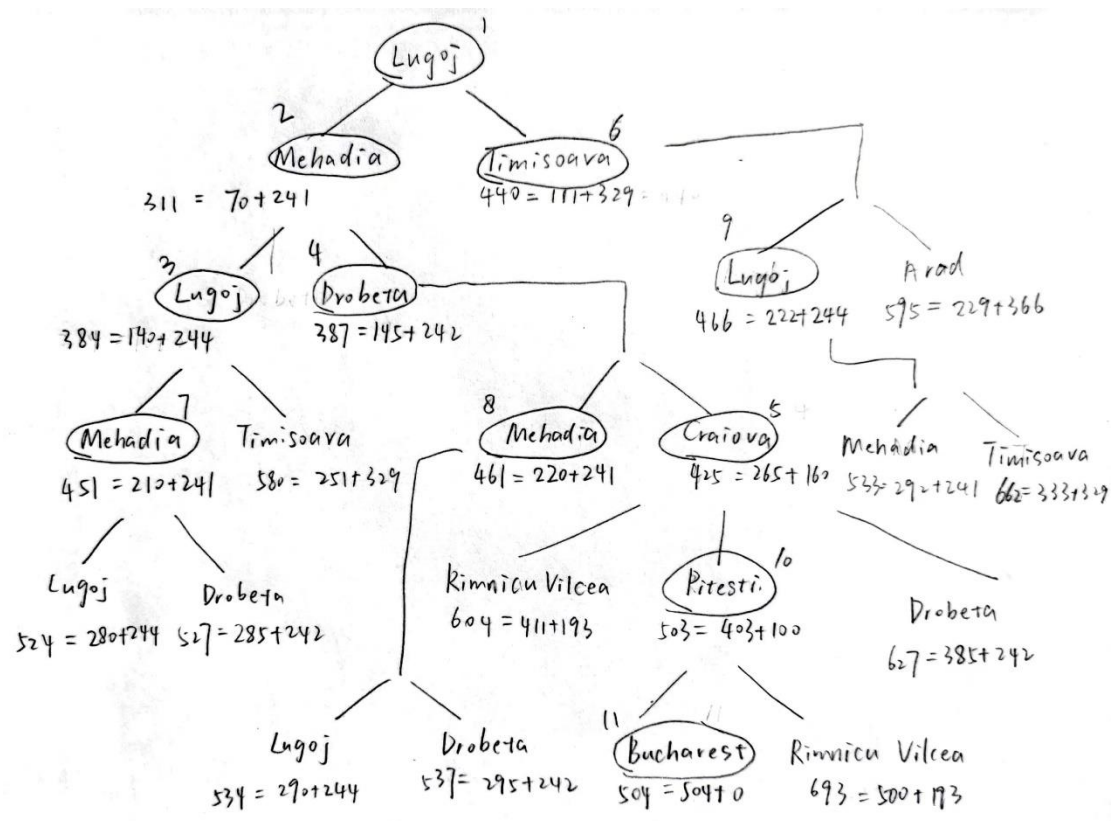 1
Lugoj
2
6
Mehadia
Timisoara
311 = 70+241
440 = 111+329
3
4
9
Lugoj
Drobeta
Lugoj
Arad
384 = 140+244
387 = 145+242
466 = 222+244
595 = 229+366
7
8
5
Mehadia
Timisoara
Mehadia
Craiova
Mehadia
Timisoara
451 = 210+241
580 = 251+329
461 = 220+241
425 = 265+160
533 = 292+241
662 = 333+329
10
Lugoj
Drobeta
Rimnicu Vilcea
Pitesti.
Drobeta
524 = 280+244
527 = 285+242
604 = 411+193
503 = 403+100
627 = 385+242
11
Lugoj
Drobeta
Bucharest
Rimnicu Vilcea
534 = 290+244
537 = 295+242
504 = 504+0
693 = 500+193